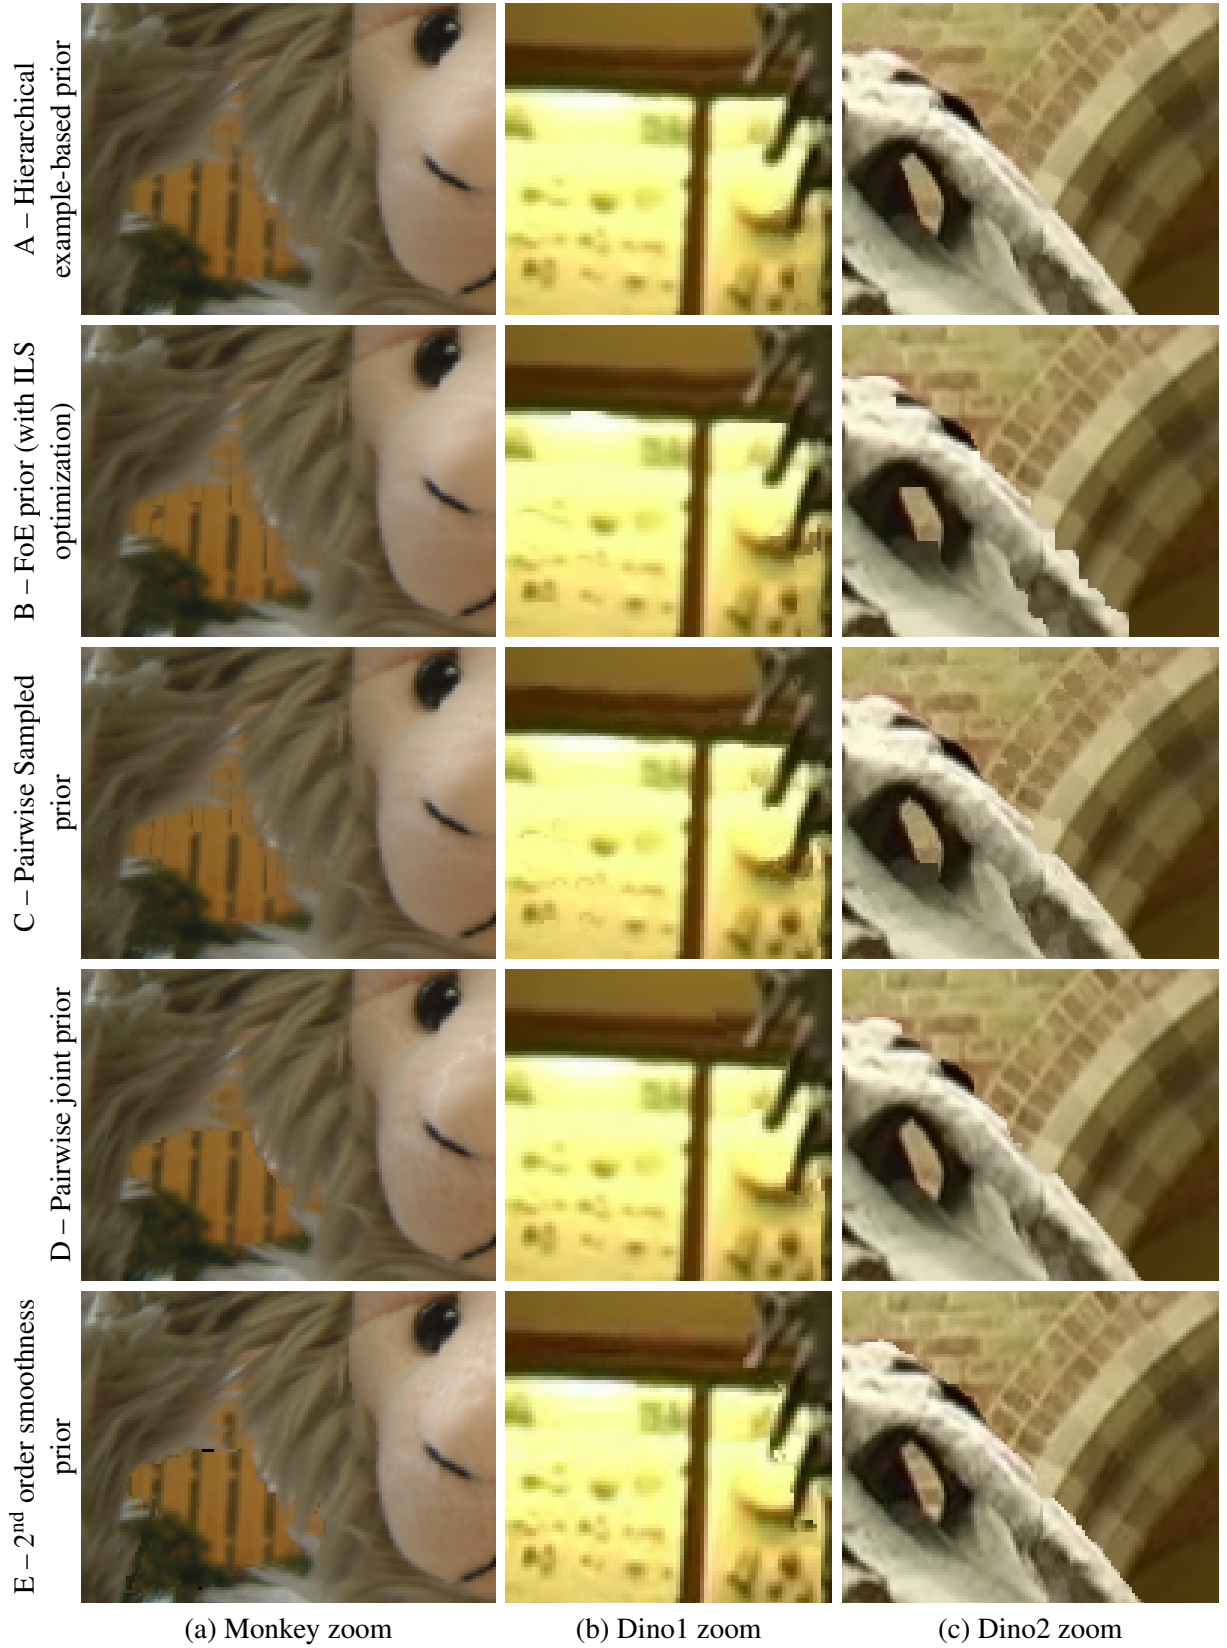 A – Hierarchical
example-based prior
B – FoE prior (with ILS
optimization)
C – Pairwise Sampled
prior
D – Pairwise joint prior
E – 2nd order smoothness
prior
(a) Monkey zoom
(b) Dino1 zoom
(c) Dino2 zoom